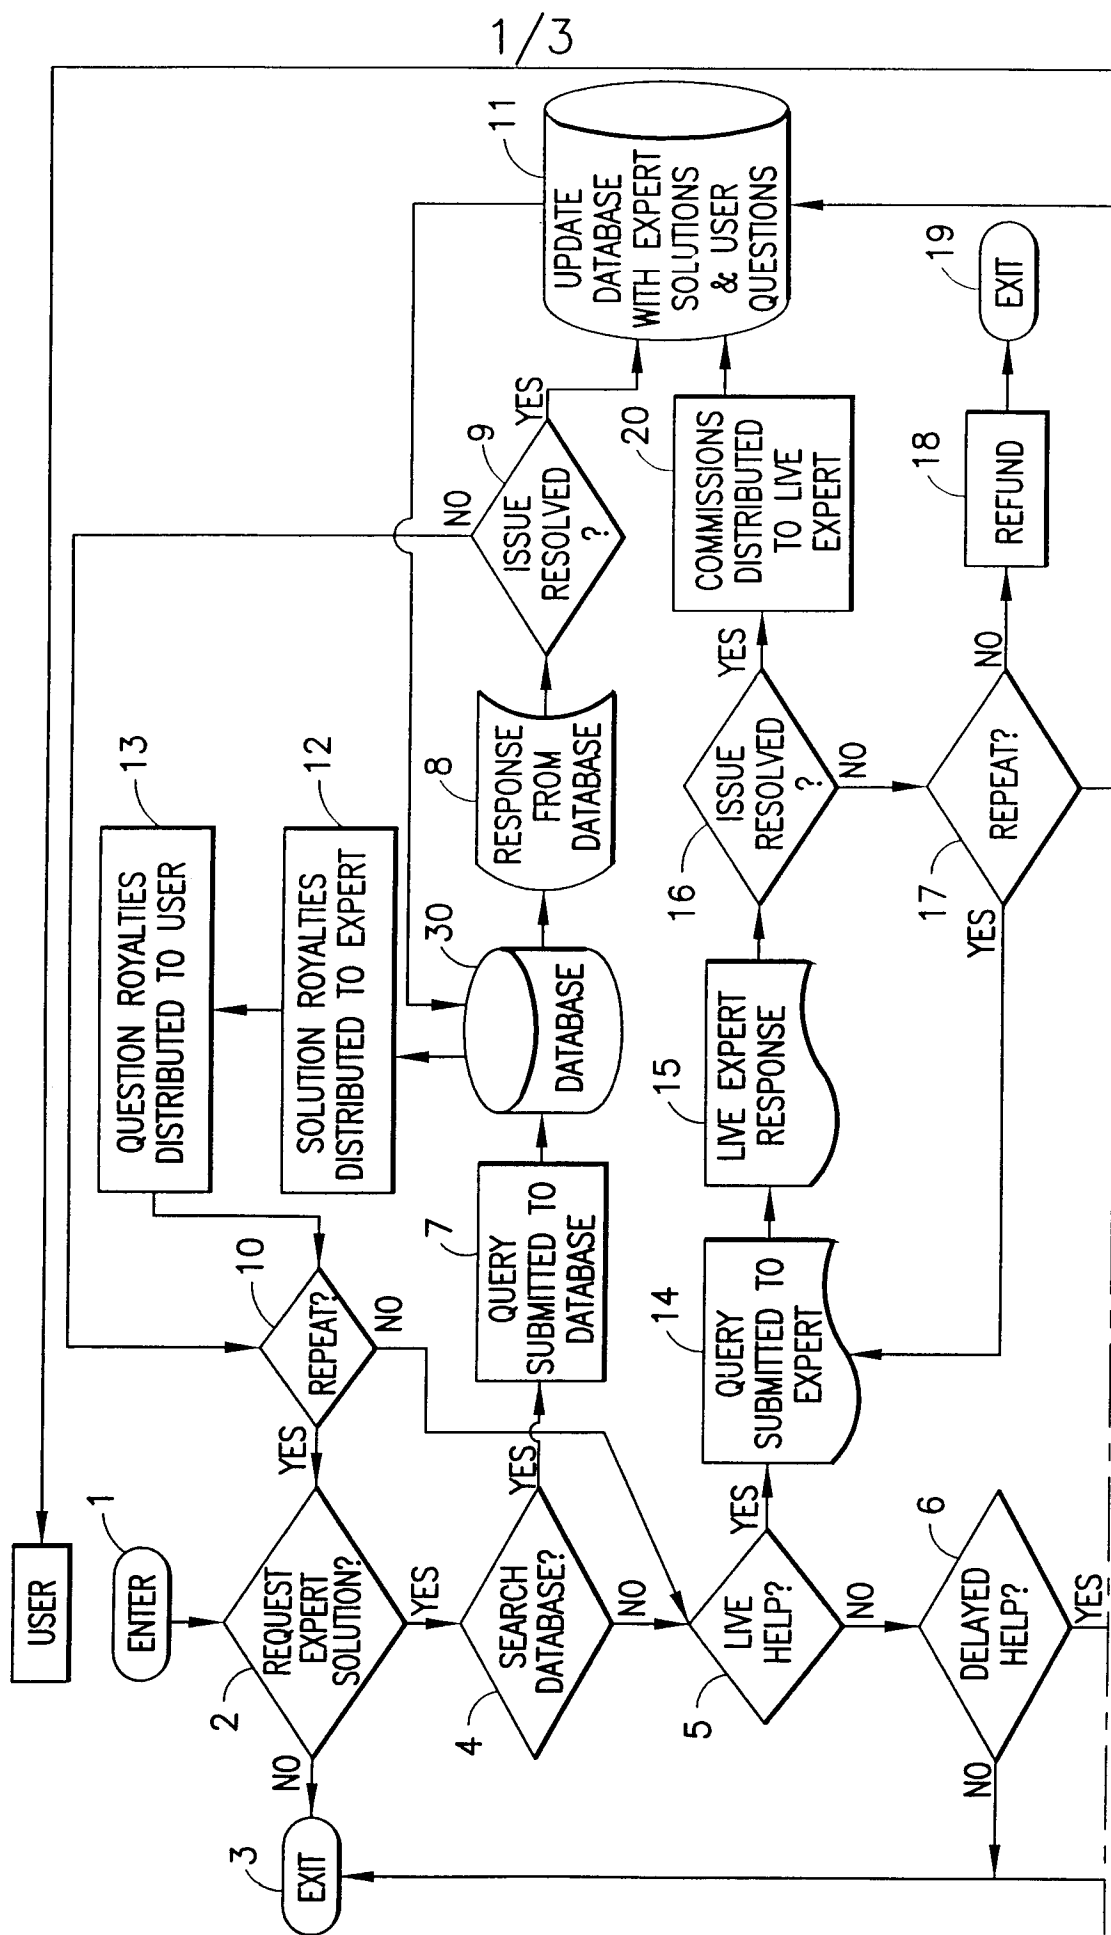 1/3
USER
1
ENTER
2
REQUEST
EXPERT
SOLUTION?
NO
YES
3
EXIT
4
SEARCH
DATABASE?
YES
NO
5
LIVE
HELP?
YES
NO
6
DELAYED
HELP?
NO
YES
7
QUERY
SUBMITTED TO
DATABASE
30
DATABASE
8
RESPONSE
FROM
DATABASE
9
ISSUE
RESOLVED
?
NO
YES
10
REPEAT?
YES
NO
11
UPDATE
DATABASE
WITH EXPERT
SOLUTIONS
& USER
QUESTIONS
12
SOLUTION ROYALTIES
DISTRIBUTED TO EXPERT
13
QUESTION ROYALTIES
DISTRIBUTED TO USER
14
QUERY
SUBMITTED TO
EXPERT
15
LIVE EXPERT
RESPONSE
16
ISSUE
RESOLVED
?
YES
NO
17
REPEAT?
YES
NO
18
REFUND
19
EXIT
20
COMMISSIONS
DISTRIBUTED
TO LIVE
EXPERT